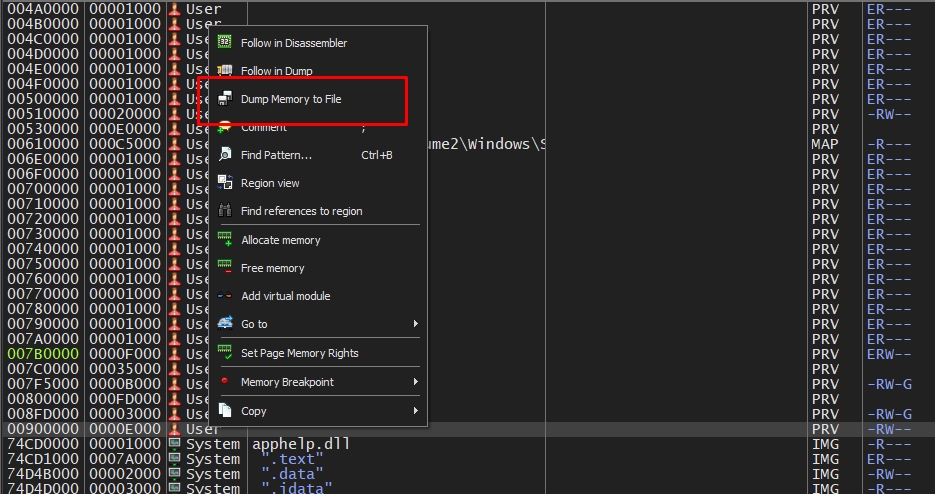 004A0000 00001000 User PRV ER---
004B0000 00001000 User PRV ER---
004C0000 00001000 Use PRV ER---
004D0000 00001000 Use Follow in Disassembler PRV ER---
004E0000 00001000 Use PRV ER---
004F0000 00001000 Use Follow in Dump PRV ER---
00500000 00001000 Use Dump Memory to File PRV ER---
00510000 00020000 Use PRV -RW--
00530000 000E0000 Use Comment ; PRV
00610000 000C5000 Use ume2\Windows\S MAP -R---
006E0000 00001000 Use Find Pattern... Ctrl+B PRV ER---
006F0000 00001000 Use PRV ER---
00700000 00001000 Use Region view PRV ER---
00710000 00001000 Use Find references to region PRV ER---
00720000 00001000 Use PRV ER---
00730000 00001000 Use Allocate memory PRV ER---
00740000 00001000 Use PRV ER---
00750000 00001000 Use Free memory PRV ER---
00760000 00001000 Use PRV ER---
00770000 00001000 Use Add virtual module PRV ER---
00780000 00001000 Use PRV ER---
00790000 00001000 Use Go to PRV ER---
007A0000 00001000 Use PRV ER---
007B0000 0000F000 Use Set Page Memory Rights PRV ERW--
007C0000 00035000 Use PRV
007F5000 0000B000 Use Memory Breakpoint PRV -RW-G
00800000 000FD000 Use PRV
008FD000 00003000 Use Copy PRV -RW-G
00900000 0000E000 User PRV -RW--
74CD0000 00001000 System apphelp.dll IMG -R---
74CD1000 0007A000 System ".text" IMG ER---
74D4B000 00002000 System ".data" IMG -RW--
74D4D000 00003000 System ".idata" IMG -R---